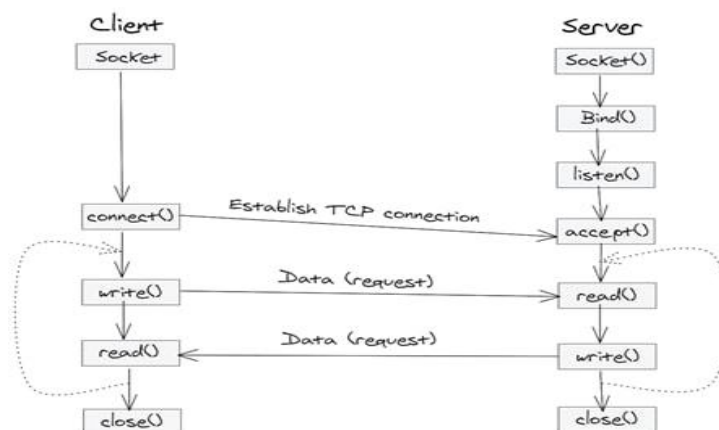 Client
Server
Socket
Socket()
Bind()
listen()
connect()
Establish TCP connection
accept()
write()
Data (request)
read()
read()
Data (request)
write()
close()
close()